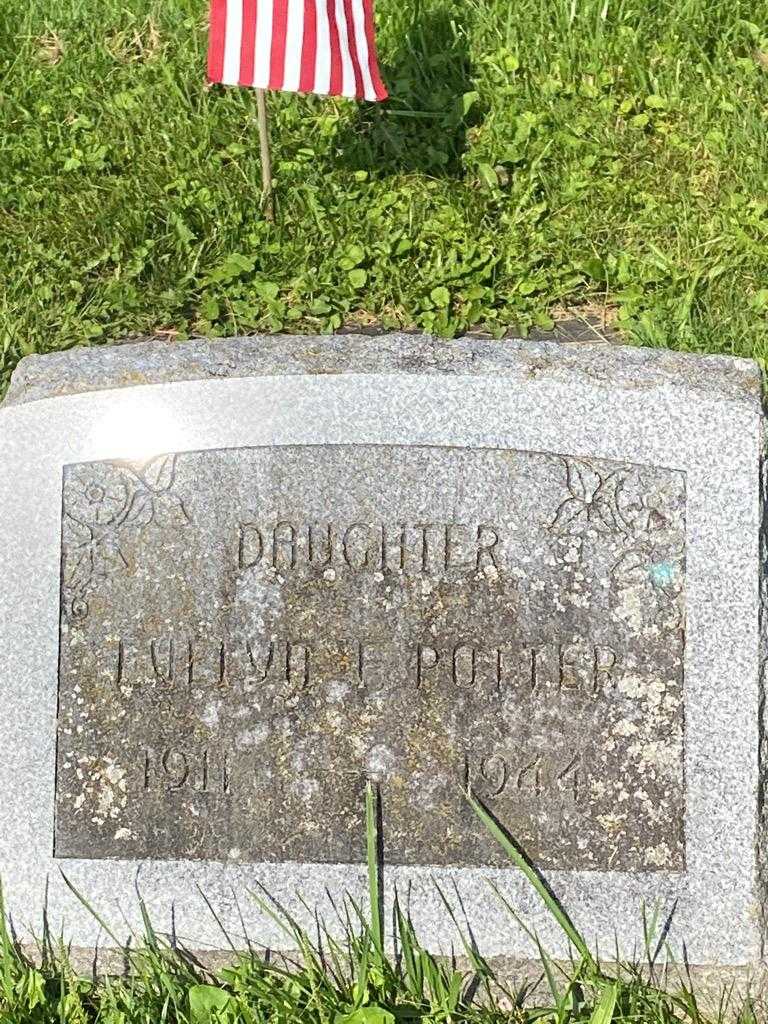 DAUGHTER
EVELYN F POTTER
1911 – 1944